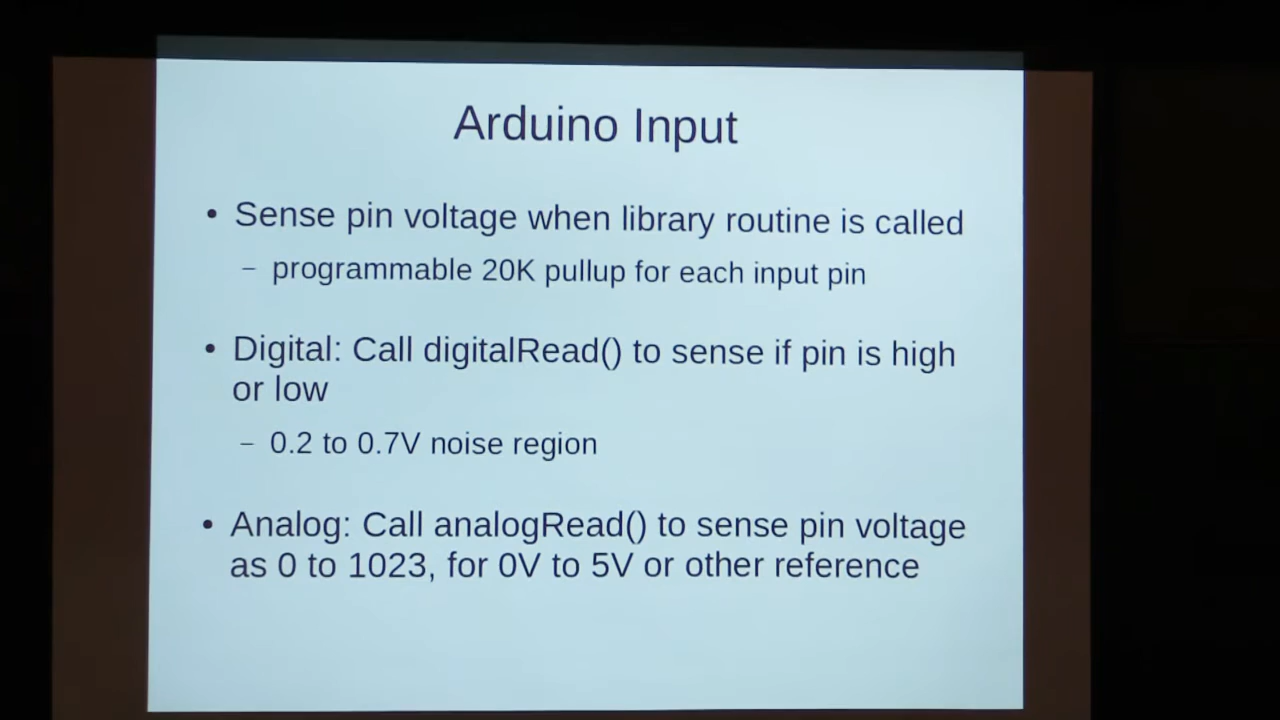 Arduino Input
• Sense pin voltage when library routine is called
– programmable 20K pullup for each input pin
• Digital: Call digitalRead() to sense if pin is high
or low
– 0.2 to 0.7V noise region
• Analog: Call analogRead() to sense pin voltage
as 0 to 1023, for 0V to 5V or other reference